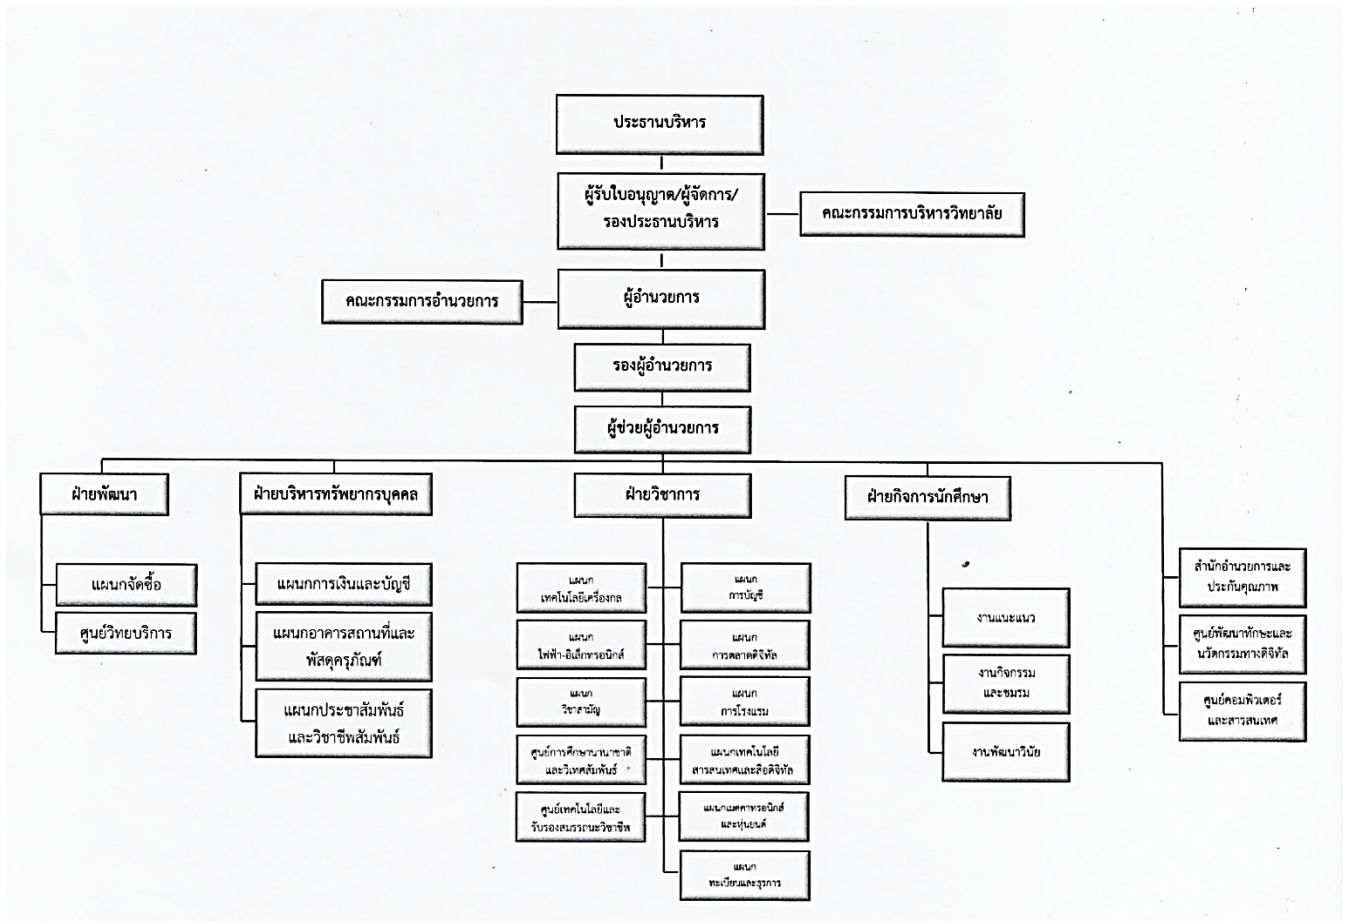 ประธานบริหาร
ผู้รับใบอนุญาต/ผู้จัดการ/
รองประธานบริหาร
คณะกรรมการบริหารวิทยาลัย
คณะกรรมการอำนวยการ
ผู้อำนวยการ
รองผู้อำนวยการ
ผู้ช่วยผู้อำนวยการ
ฝ่ายพัฒนา
แผนกจัดซื้อ
ศูนย์วิทยบริการ
ฝ่ายบริหารทรัพยากรบุคคล
แผนกการเงินและบัญชี
แผนกอาคารสถานที่และ
พัสดุครุภัณฑ์
แผนกประชาสัมพันธ์
และวิชาชีพสัมพันธ์
ฝ่ายวิชาการ
แผนก
เทคโนโลยีเครื่องกล
แผนก
การบัญชี
แผนก
ไฟฟ้า-อิเล็กทรอนิกส์
แผนก
การตลาดดิจิทัล
แผนก
วิชาสามัญ
แผนก
การโรงแรม
ศูนย์การศึกษานานาชาติ
และวิเทศสัมพันธ์
แผนกเทคโนโลยี
สารสนเทศและสื่อดิจิทัล
ศูนย์เทคโนโลยีและ
รับรองสมรรถนะวิชาชีพ
แผนกเมคคาทรอนิกส์
และหุ่นยนต์
แผนก
ทะเบียนและธุรการ
ฝ่ายกิจการนักศึกษา
งานแนะแนว
งานกิจกรรม
และชมรม
งานพัฒนาวินัย
สำนักอำนวยการและ
ประกันคุณภาพ
ศูนย์พัฒนาทักษะและ
นวัตกรรมทางดิจิทัล
ศูนย์คอมพิวเตอร์
และสารสนเทศ